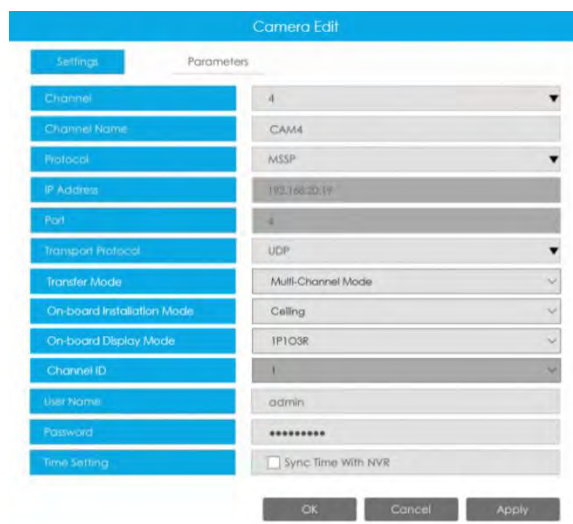 Camera Edit
Settings Parameters
Channel 4
Channel Name CAM4
Protocol MSSP
IP Address 192.168.20.19
Port
Transport Protocol UDP
Transfer Mode Multi-Channel Mode
On-board Installation Mode Ceiling
On-board Display Mode 1P1O3R
Channel ID 1
User Name admin
Password •••••••••
Time Setting Sync Time With NVR
OK Cancel Apply